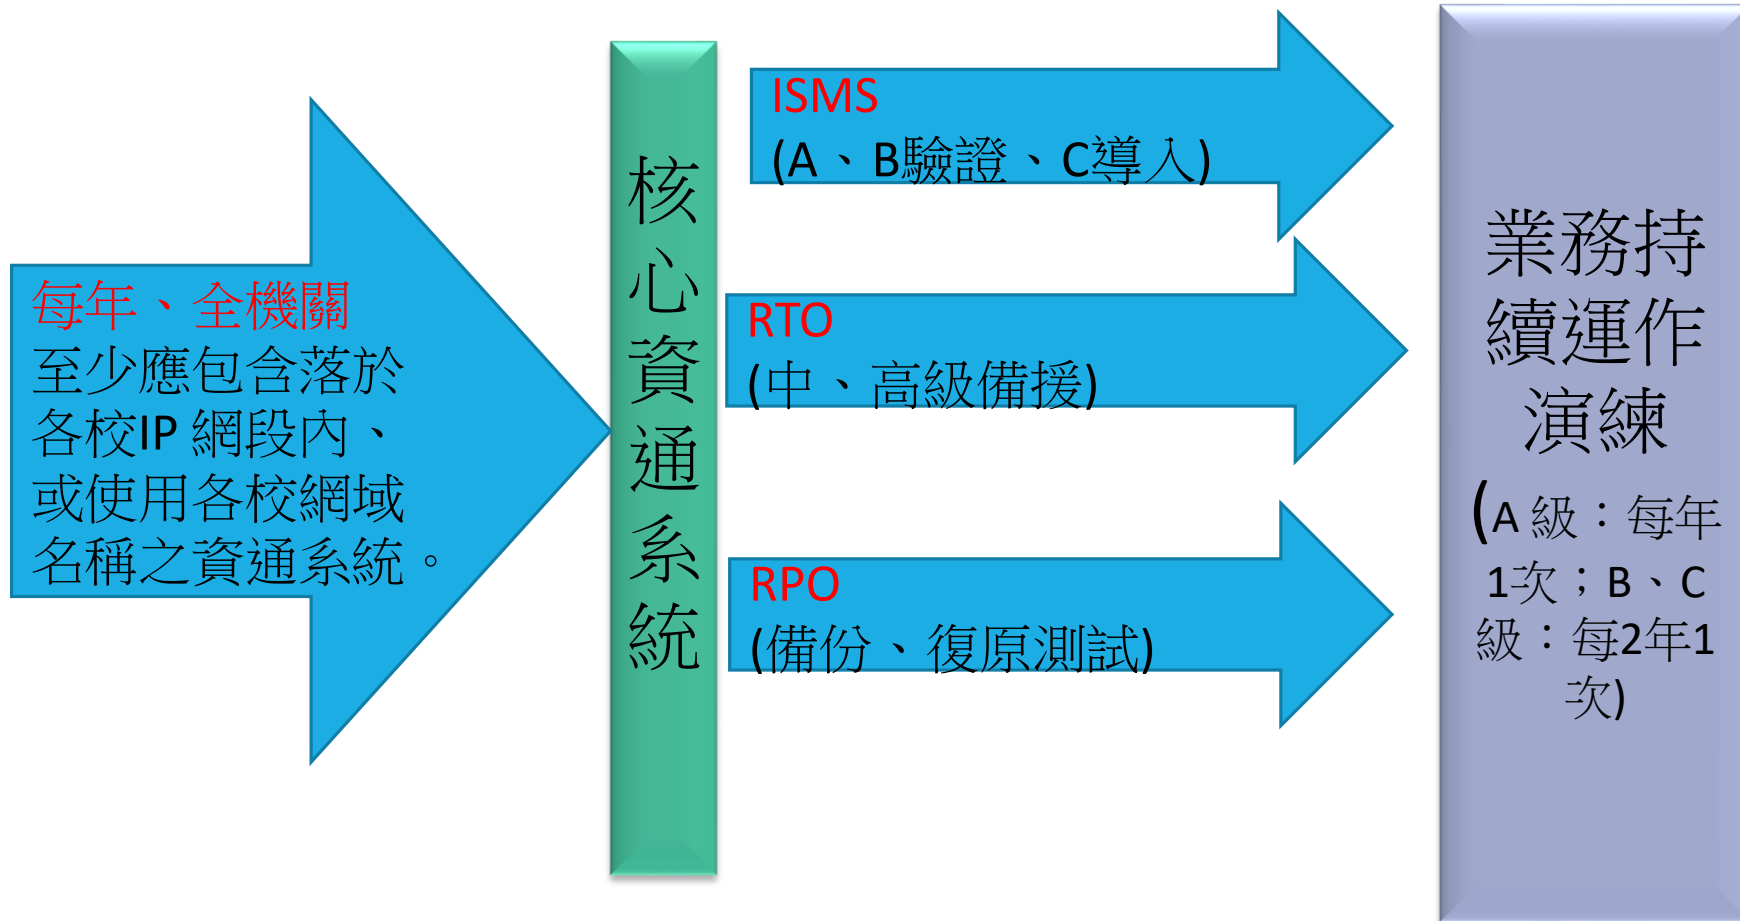 每年、全機關
至少應包含落於
各校IP 網段內、
或使用各校網域
名稱之資通系統。
核
心
資
通
系
統
ISMS
(A、B驗證、C導入)
RTO
(中、高級備援)
RPO
(備份、復原測試)
業務持
續運作
演練
(A 級：每年
1次；B、C
級：每2年1
次)